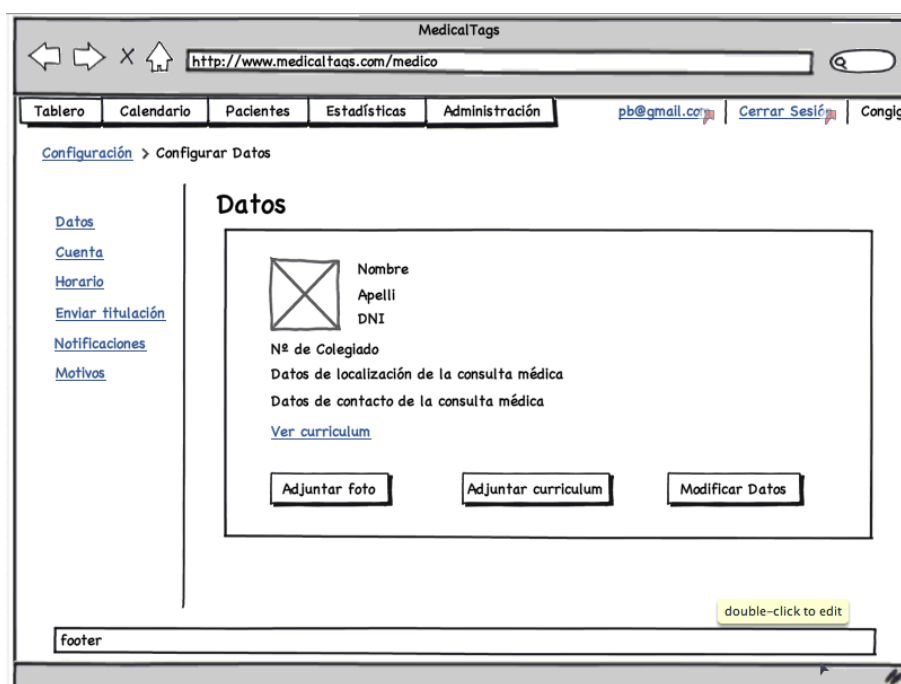 MedicalTags
http://www.medicaltags.com/medico
Tablero Calendario Pacientes Estadísticas Administración pb@gmail.com Cerrar Sesión Congig
Configuración > Configurar Datos
Datos
Datos
Cuenta
Horario
Enviar titulación
Notificaciones
Motivos
Nombre
Apelli
DNI
Nº de Colegiado
Datos de localización de la consulta médica
Datos de contacto de la consulta médica
Ver curriculum
Adjuntar foto Adjuntar curriculum Modificar Datos
double-click to edit
footer